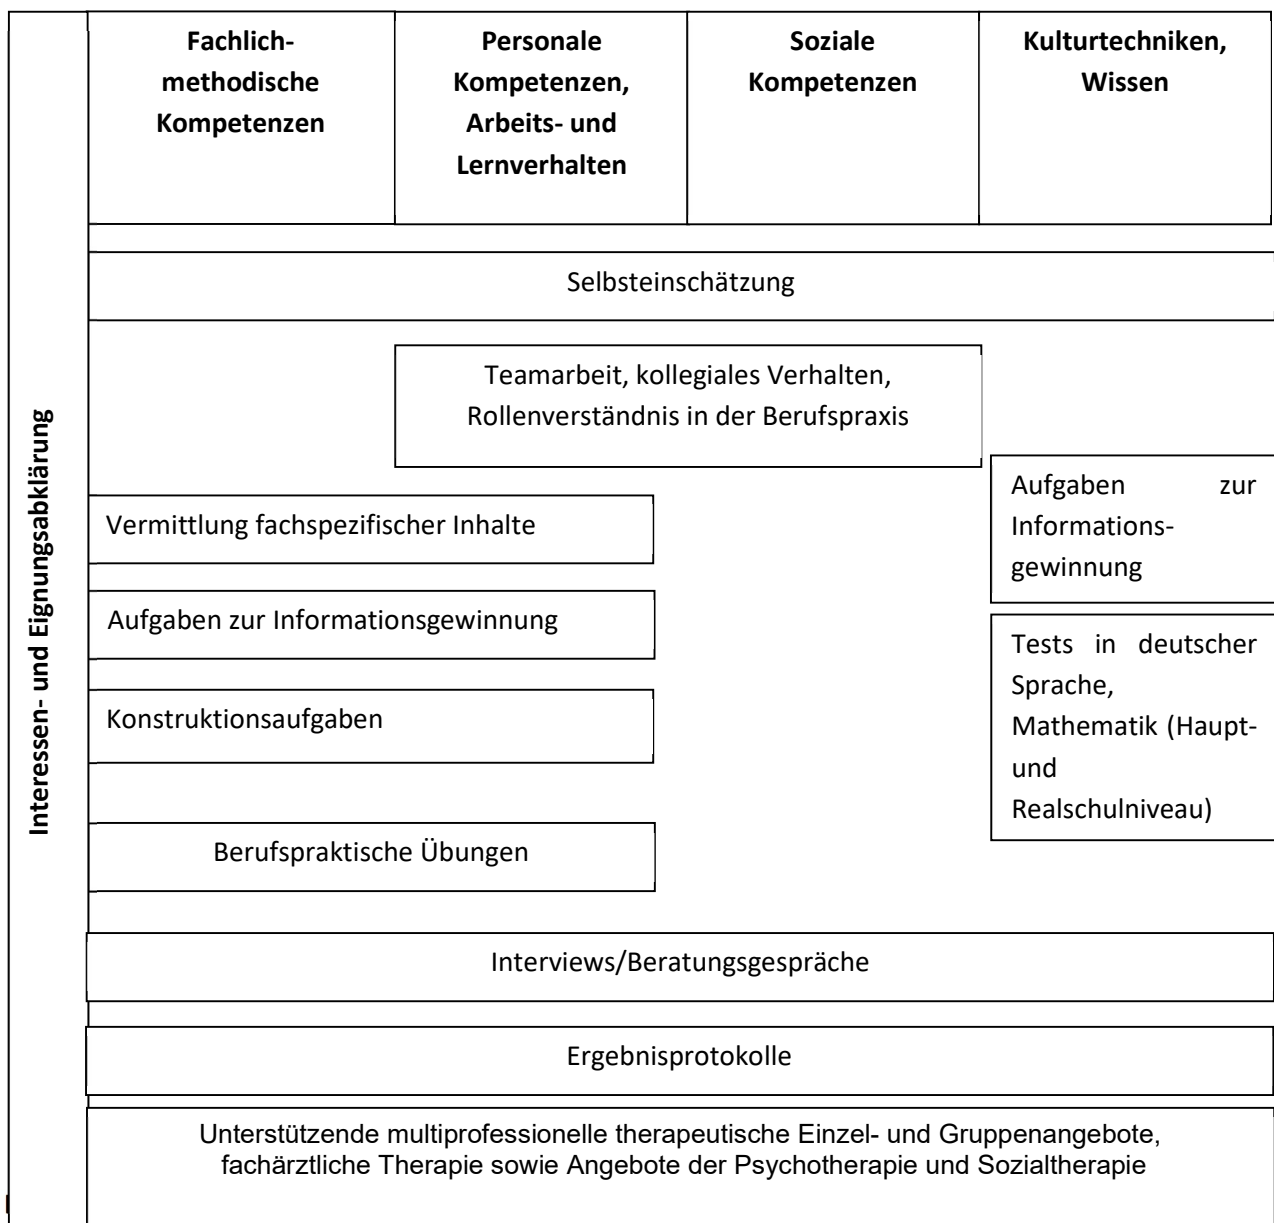 Fachlich-
methodische
Kompetenzen
Personale
Kompetenzen,
Arbeits- und
Lernverhalten
Soziale
Kompetenzen
Kulturtechniken,
Wissen
Interessen- und Eignungsabklärung
Selbsteinschätzung
Teamarbeit, kollegiales Verhalten,
Rollenverständnis in der Berufspraxis
Vermittlung fachspezifischer Inhalte
Aufgaben zur Informationsgewinnung
Konstruktionsaufgaben
Berufspraktische Übungen
Aufgaben zur
Informations-
gewinnung
Tests in deutscher
Sprache,
Mathematik (Haupt-
und
Realschulniveau)
Interviews/Beratungsgespräche
Ergebnisprotokolle
Unterstützende multiprofessionelle therapeutische Einzel- und Gruppenangebote,
fachärztliche Therapie sowie Angebote der Psychotherapie und Sozialtherapie